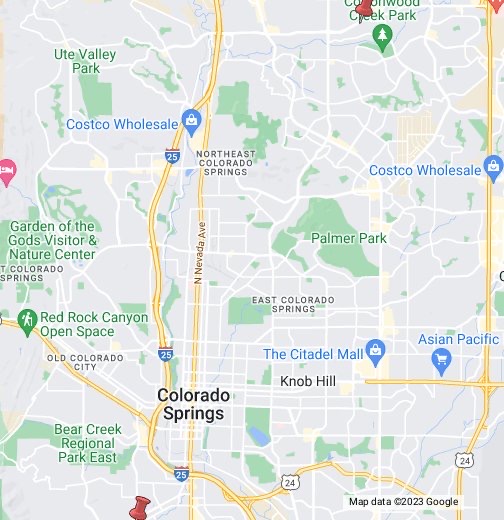 Cottonwood
Creek Park
Ute Valley
Park
Costco Wholesale
25
NORTHEAST
COLORADO
SPRINGS
Costco Wholesale
Garden of the
Gods Visitor &
Nature Center
N Nevada Ave
Palmer Park
T COLORADO
SPRINGS
EAST COLORADO
SPRINGS
Red Rock Canyon
Open Space
25
OLD COLORADO
CITY
The Citadel Mall
Asian Pacific
Knob Hill
Colorado
Springs
Bear Creek
Regional
Park East
25
24
24
Map data ©2023 Google